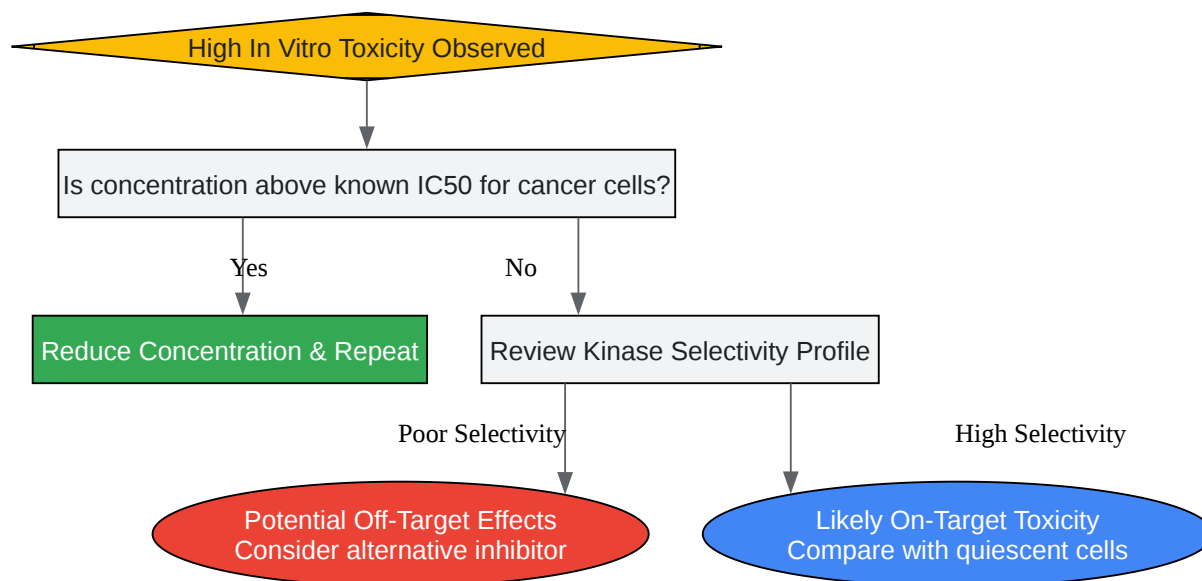 High In Vitro Toxicity Observed
Is concentration above known IC50 for cancer cells?
Yes
No
Reduce Concentration & Repeat
Review Kinase Selectivity Profile
Poor Selectivity
High Selectivity
Potential Off-Target Effects
Consider alternative inhibitor
Likely On-Target Toxicity
Compare with quiescent cells